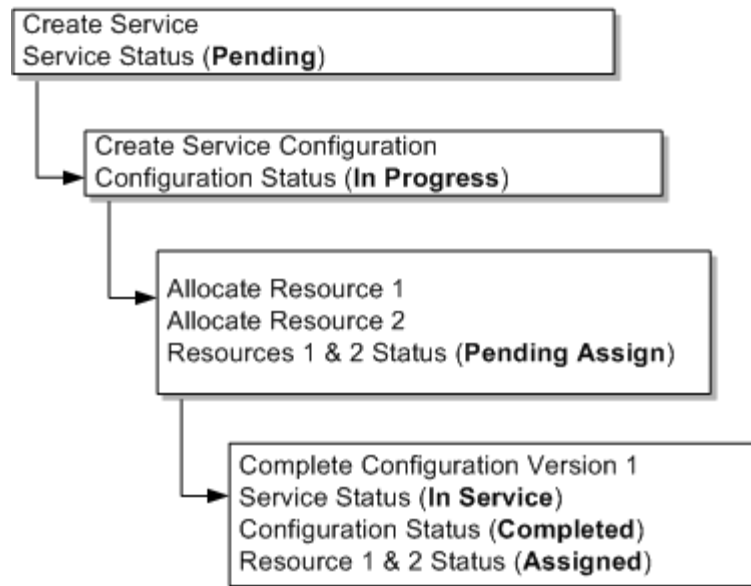 Create Service
Service Status (Pending)
Create Service Configuration
Configuration Status (In Progress)
Allocate Resource 1
Allocate Resource 2
Resources 1 & 2 Status (Pending Assign)
Complete Configuration Version 1
Service Status (In Service)
Configuration Status (Completed)
Resource 1 & 2 Status (Assigned)